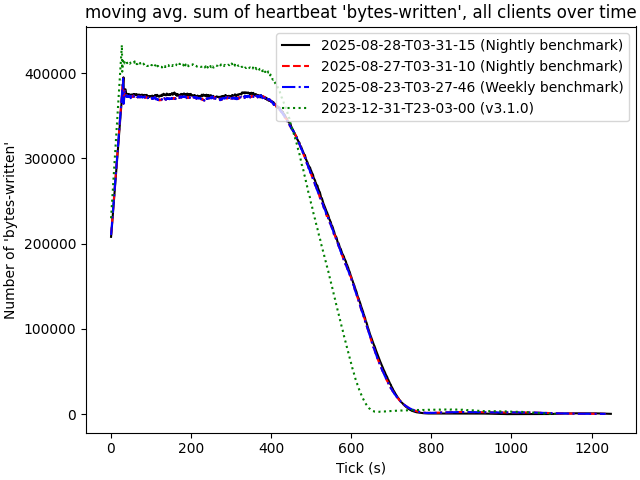 moving avg. sum of heartbeat 'bytes-written', all clients over time
2025-08-28-T03-31-15 (Nightly benchmark)
2025-08-27-T03-31-10 (Nightly benchmark)
2025-08-23-T03-27-46 (Weekly benchmark)
2023-12-31-T23-03-00 (v3.1.0)
Number of 'bytes-written'
400000
300000
200000
100000
0
0 200 400 600 800 1000 1200
Tick (s)